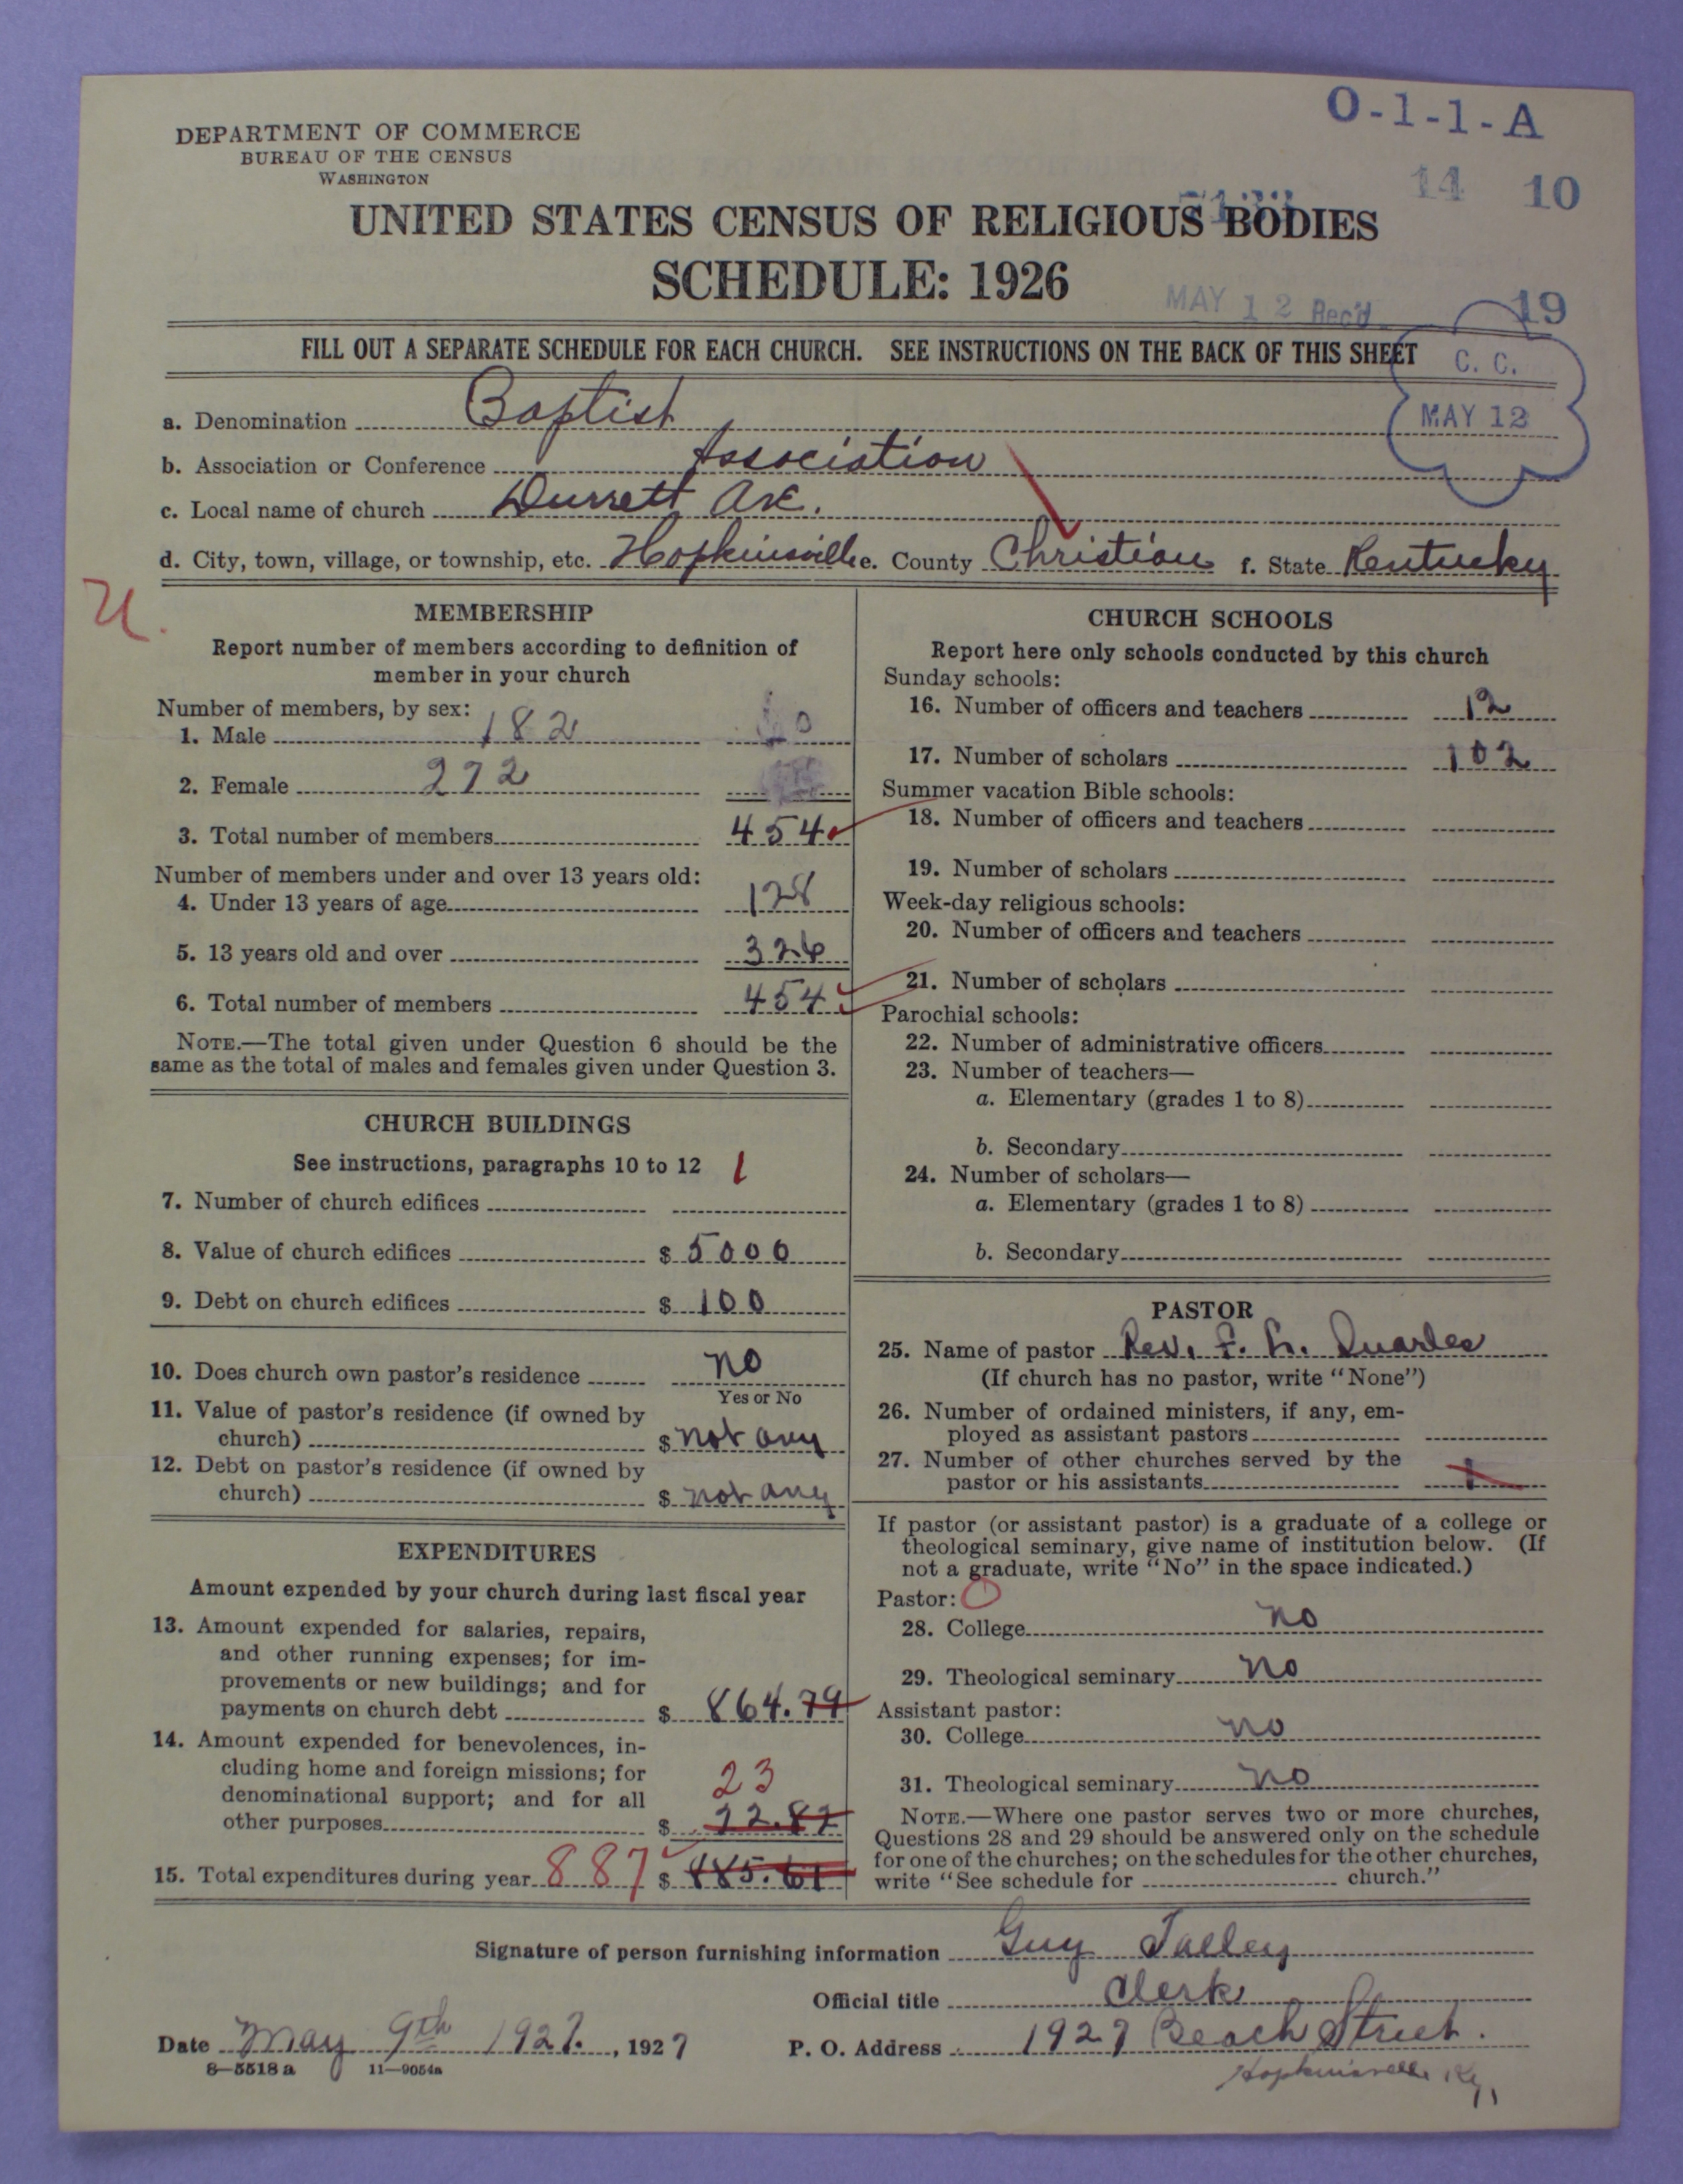 O-1-1-A
DEPARTMENT OF COMMERCE
BUREAU OF THE CENSUS
WASHINGTON
14 10
UNITED STATES CENSUS OF RELIGIOUS BODIES
SCHEDULE: 1926
MAY 12 Rec'd
19
FILL OUT A SEPARATE SCHEDULE FOR EACH CHURCH. SEE INSTRUCTIONS ON THE BACK OF THIS SHEET
C. C.
MAY 12
a. Denomination Baptist
b. Association or Conference Association
c. Local name of church Durrett Ave.
d. City, town, village, or township, etc. Hopkinsville e. County Christian f. State Kentucky
U.
MEMBERSHIP
Report number of members according to definition of
member in your church
Number of members, by sex:
1. Male 182
2. Female 272
3. Total number of members 454
Number of members under and over 13 years old:
4. Under 13 years of age 128
5. 13 years old and over 326
6. Total number of members 454
NOTE.—The total given under Question 6 should be the
same as the total of males and females given under Question 3.
CHURCH BUILDINGS
See instructions, paragraphs 10 to 12 1
7. Number of church edifices
8. Value of church edifices $ 5000
9. Debt on church edifices $ 100
10. Does church own pastor's residence no
Yes or No
11. Value of pastor's residence (if owned by
church) $ not any
12. Debt on pastor's residence (if owned by
church) $ not any
EXPENDITURES
Amount expended by your church during last fiscal year
13. Amount expended for salaries, repairs,
and other running expenses; for im-
provements or new buildings; and for
payments on church debt $ 864.79
14. Amount expended for benevolences, in-
cluding home and foreign missions; for
denominational support; and for all
23
other purposes $ 22.82
15. Total expenditures during year 887 $ 885.61
CHURCH SCHOOLS
Report here only schools conducted by this church
Sunday schools:
16. Number of officers and teachers 12
17. Number of scholars 102
Summer vacation Bible schools:
18. Number of officers and teachers
19. Number of scholars
Week-day religious schools:
20. Number of officers and teachers
21. Number of scholars
Parochial schools:
22. Number of administrative officers
23. Number of teachers—
a. Elementary (grades 1 to 8)
b. Secondary
24. Number of scholars—
a. Elementary (grades 1 to 8)
b. Secondary
PASTOR
25. Name of pastor Rev. F. L. Quarles
(If church has no pastor, write "None")
26. Number of ordained ministers, if any, em-
ployed as assistant pastors
27. Number of other churches served by the
pastor or his assistants 1
If pastor (or assistant pastor) is a graduate of a college or
theological seminary, give name of institution below. (If
not a graduate, write "No" in the space indicated.)
Pastor:
28. College no
29. Theological seminary no
Assistant pastor:
30. College no
31. Theological seminary no
NOTE.—Where one pastor serves two or more churches,
Questions 28 and 29 should be answered only on the schedule
for one of the churches; on the schedules for the other churches,
write "See schedule for church."
Signature of person furnishing information Guy Talley
Official title Clerk
Date May 9th 1927. , 1927 P. O. Address 1927 Beach Street.
8—5518 a 11—9054a
Hopkinsville Ky,